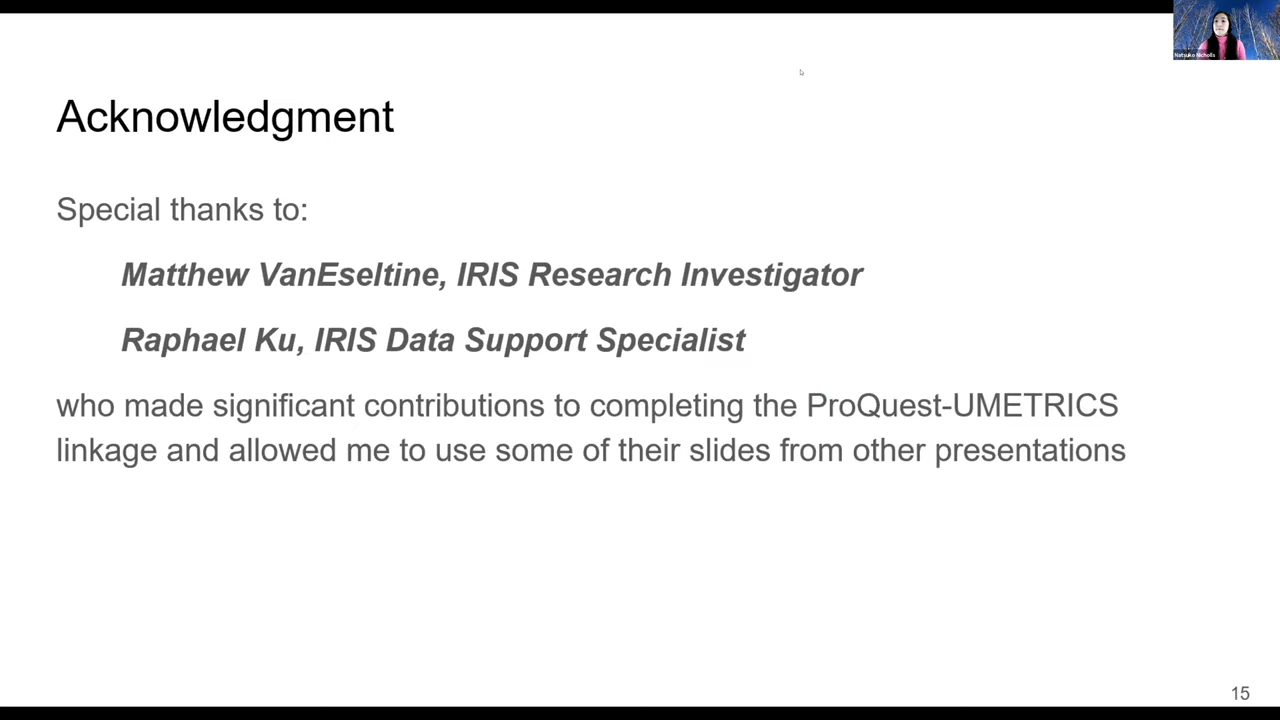 Natsuko Nicholls
Acknowledgment
Special thanks to:
Matthew VanEseltine, IRIS Research Investigator
Raphael Ku, IRIS Data Support Specialist
who made significant contributions to completing the ProQuest-UMETRICS
linkage and allowed me to use some of their slides from other presentations
15